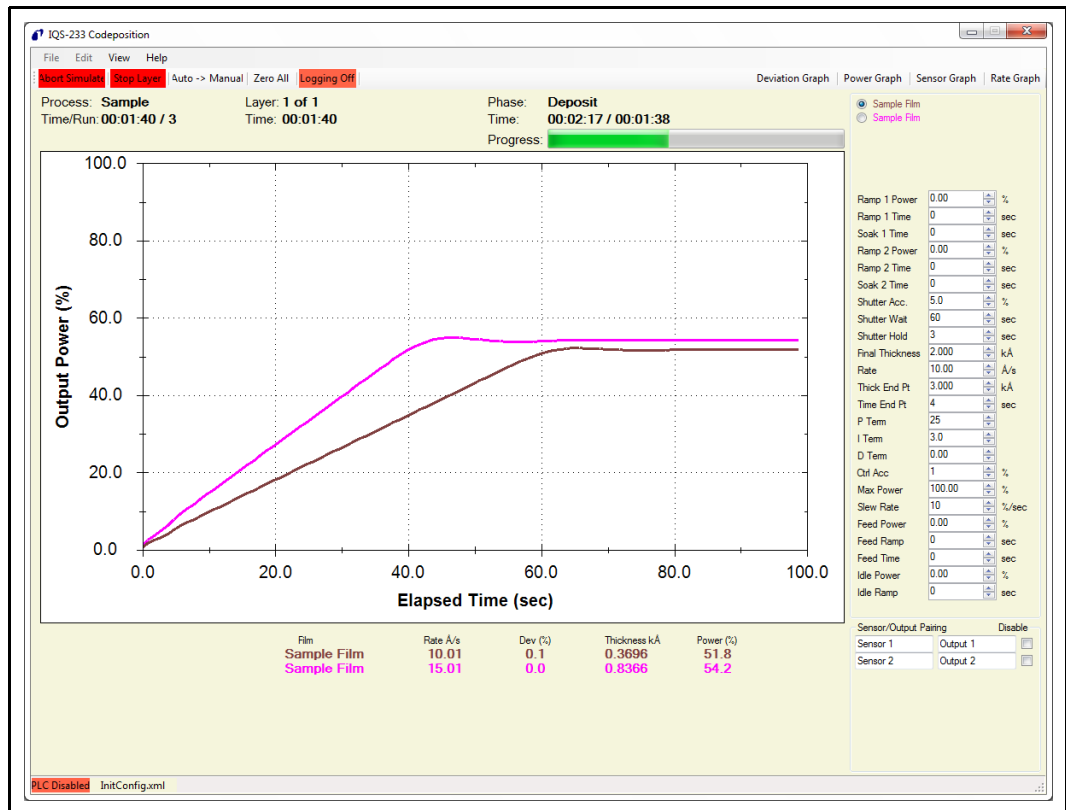 IQS-233 Codeposition
File Edit View Help
Abort Simulate Stop Layer Auto -> Manual Zero All Logging Off Deviation Graph Power Graph Sensor Graph Rate Graph
Process: Sample Layer: 1 of 1 Phase: Deposit
Time/Run: 00:01:40 / 3 Time: 00:01:40 Time: 00:02:17 / 00:01:38
Progress:
Sample Film
Sample Film
100.0
80.0
60.0
40.0
20.0
0.0
Output Power (%)
0.0 20.0 40.0 60.0 80.0 100.0
Elapsed Time (sec)
Ramp 1 Power 0.00 %
Ramp 1 Time 0 sec
Soak 1 Time 0 sec
Ramp 2 Power 0.00 %
Ramp 2 Time 0 sec
Soak 2 Time 0 sec
Shutter Acc. 5.0 %
Shutter Wait 60 sec
Shutter Hold 3 sec
Final Thickness 2.000 kÅ
Rate 10.00 Å/s
Thick End Pt 3.000 kÅ
Time End Pt 4 sec
P Term 25
I Term 3.0
D Term 0.00
Ctrl Acc 1 %
Max Power 100.00 %
Slew Rate 10 %/sec
Feed Power 0.00 %
Feed Ramp 0 sec
Feed Time 0 sec
Idle Power 0.00 %
Idle Ramp 0 sec
Sensor/Output Pairing Disable
Sensor 1 Output 1
Sensor 2 Output 2
Film Rate Å/s Dev (%) Thickness kÅ Power (%)
Sample Film 10.01 0.1 0.3696 51.8
Sample Film 15.01 0.0 0.8366 54.2
PLC Disabled InitConfig.xml